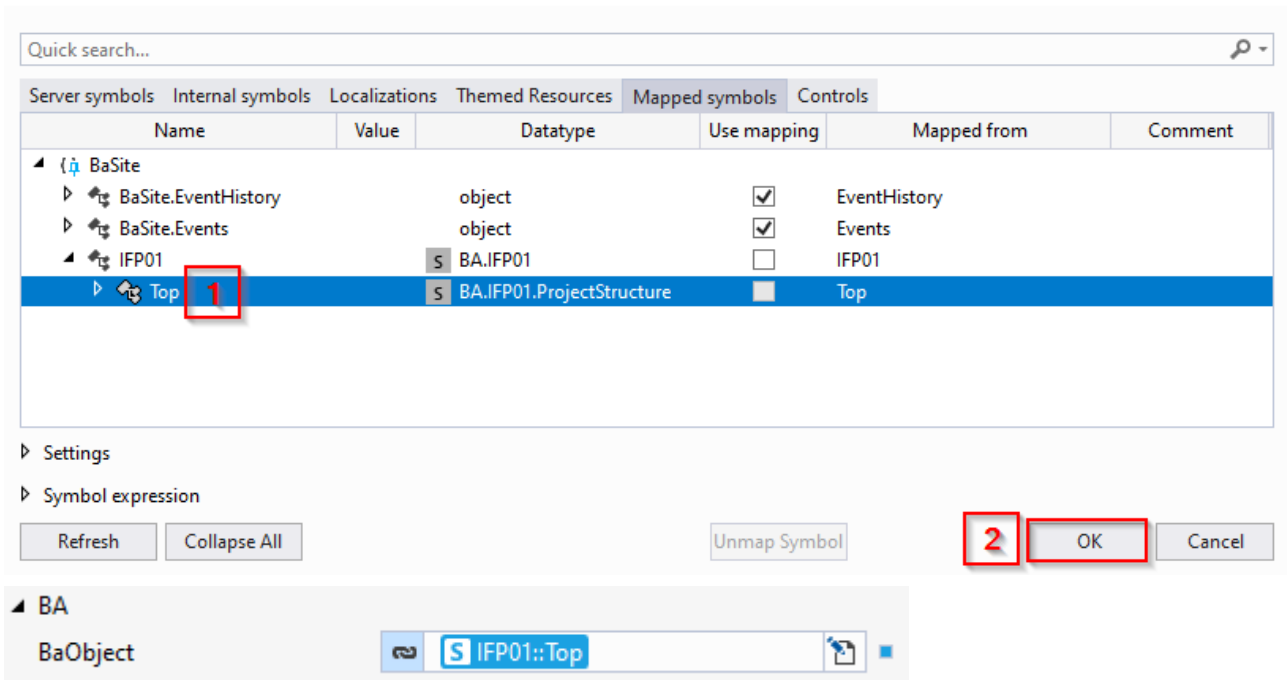 Quick search...
Server symbols Internal symbols Localizations Themed Resources Mapped symbols Controls
Name Value Datatype Use mapping Mapped from Comment
BaSite
BaSite.EventHistory object EventHistory
BaSite.Events object Events
IFP01 S BA.IFP01 IFP01
Top 1 S BA.IFP01.ProjectStructure Top
Settings
Symbol expression
Refresh Collapse All Unmap Symbol 2 OK Cancel
BA
BaObject S IFP01::Top